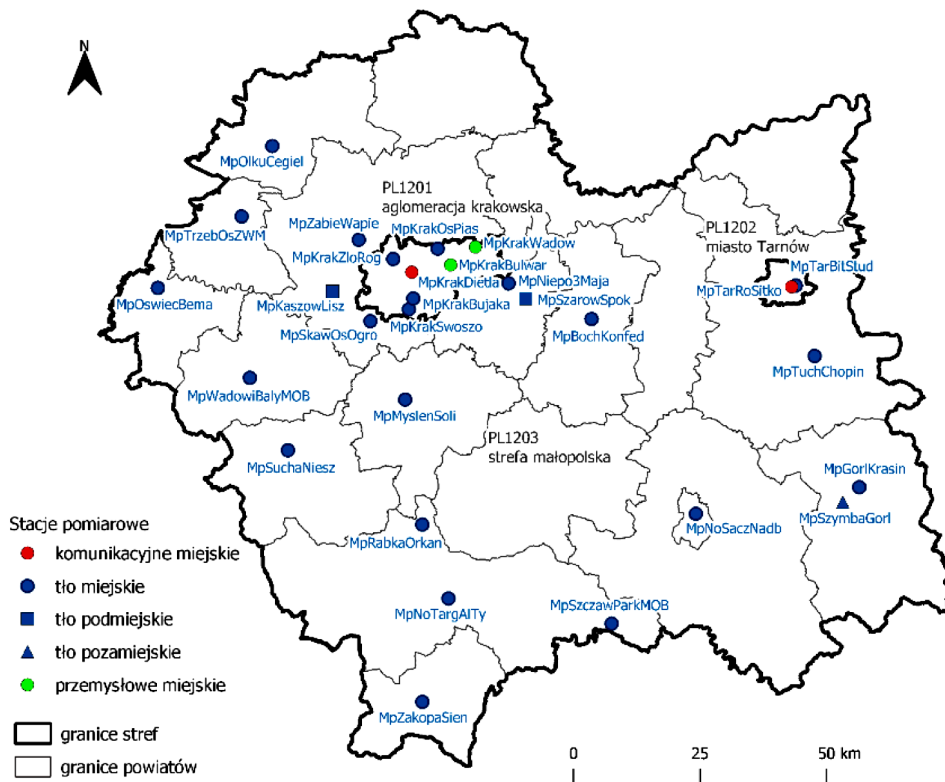 N
MpOlkuCegiel
PL1201
aglomeracja krakowska
MpTrzebOsZWM
MpZabieWapie
MpKrakOsPias
MpKrakWadow
PL1202
miasto Tarnów
MpKrakZloRog
MpKrakBulwar
MpTarBitStud
MpOswiecBema
MpKaszowLisz
MpKrakDietla
MpNiepo3Maja
MpTarRoSitko
MpKrakBujaka
MpSzarowSpok
MpSkawOsOgro
MpKrakSwoszo
MpBochKonfed
MpTuchChopin
MpWadowiBalyMOB
MpMyslenSoli
PL1203
strefa małopolska
MpSuchaNiesz
MpGorlKrasin
MpSzymbaGorl
MpNoSaczNadb
MpRabkaOrkan
MpNoTargAlTy
MpSzczawParkMOB
MpZakopaSien
Stacje pomiarowe
komunikacyjne miejskie
tło miejskie
tło podmiejskie
tło pozamiejskie
przemysłowe miejskie
granice stref
granice powiatów
0 25 50 km